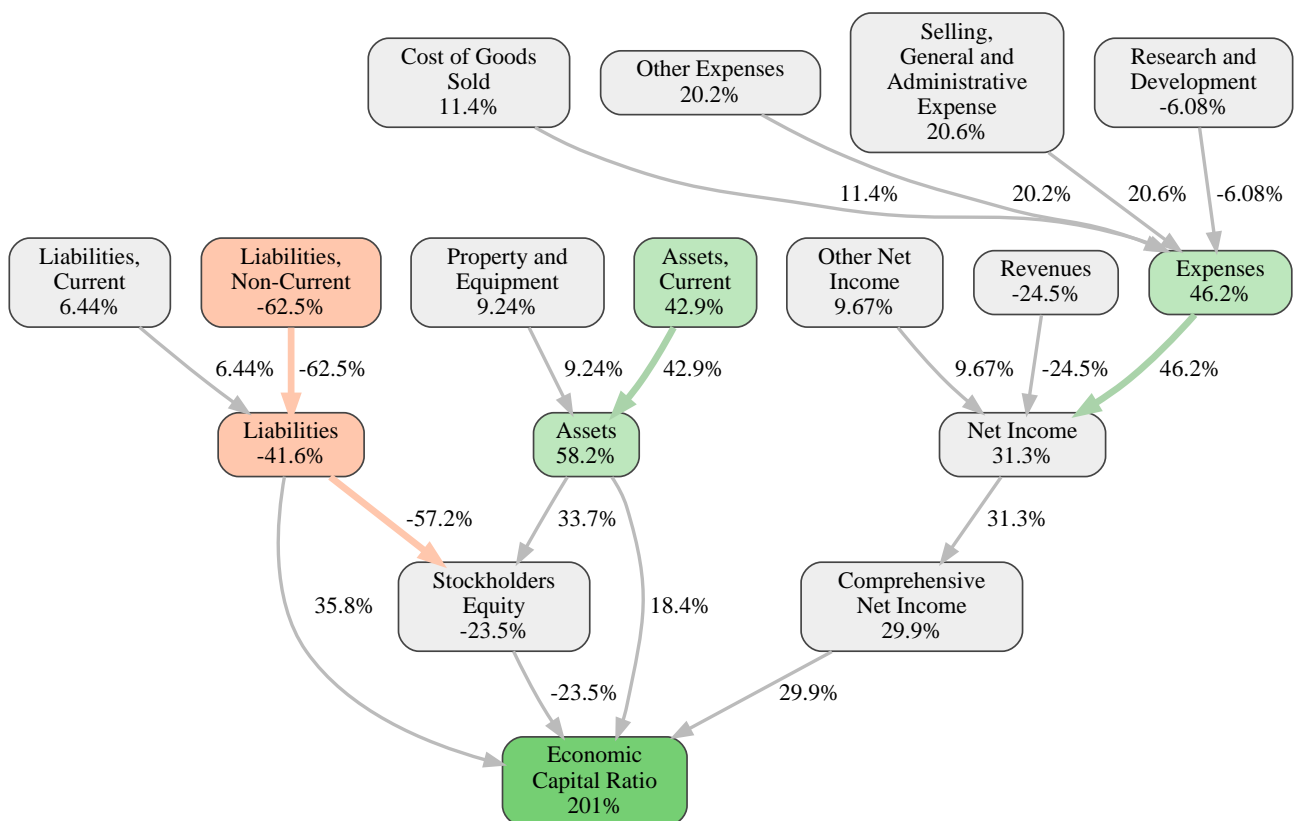 Cost of Goods
Sold
11.4%
Other Expenses
20.2%
Selling,
General and
Administrative
Expense
20.6%
Research and
Development
-6.08%
11.4%
20.2%
20.6%
-6.08%
Liabilities,
Current
6.44%
Liabilities,
Non-Current
-62.5%
Property and
Equipment
9.24%
Assets,
Current
42.9%
Other Net
Income
9.67%
Revenues
-24.5%
Expenses
46.2%
6.44%
-62.5%
9.24%
42.9%
9.67%
-24.5%
46.2%
Liabilities
-41.6%
Assets
58.2%
Net Income
31.3%
-57.2%
33.7%
31.3%
Stockholders
Equity
-23.5%
Comprehensive
Net Income
29.9%
35.8%
18.4%
-23.5%
29.9%
Economic
Capital Ratio
201%